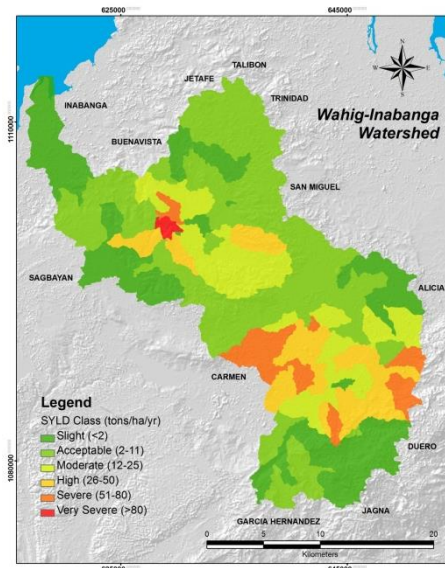 625000
645000
TALIBON
JETAFE
TRINIDAD
INABANGA
N
W
E
S
Wahig-Inabanga
Watershed
1110000
BUENAVISTA
SAN MIGUEL
SAGBAYAN
ALICIA
CARMEN
Legend
SYLD Class (tons/ha/yr)
Slight (<2)
Acceptable (2-11)
Moderate (12-25)
High (26-50)
Severe (51-80)
Very Severe (>80)
1080000
DUERO
JAGNA
GARCIA HERNANDEZ
0 5 10 20
Kilometers
625000
645000